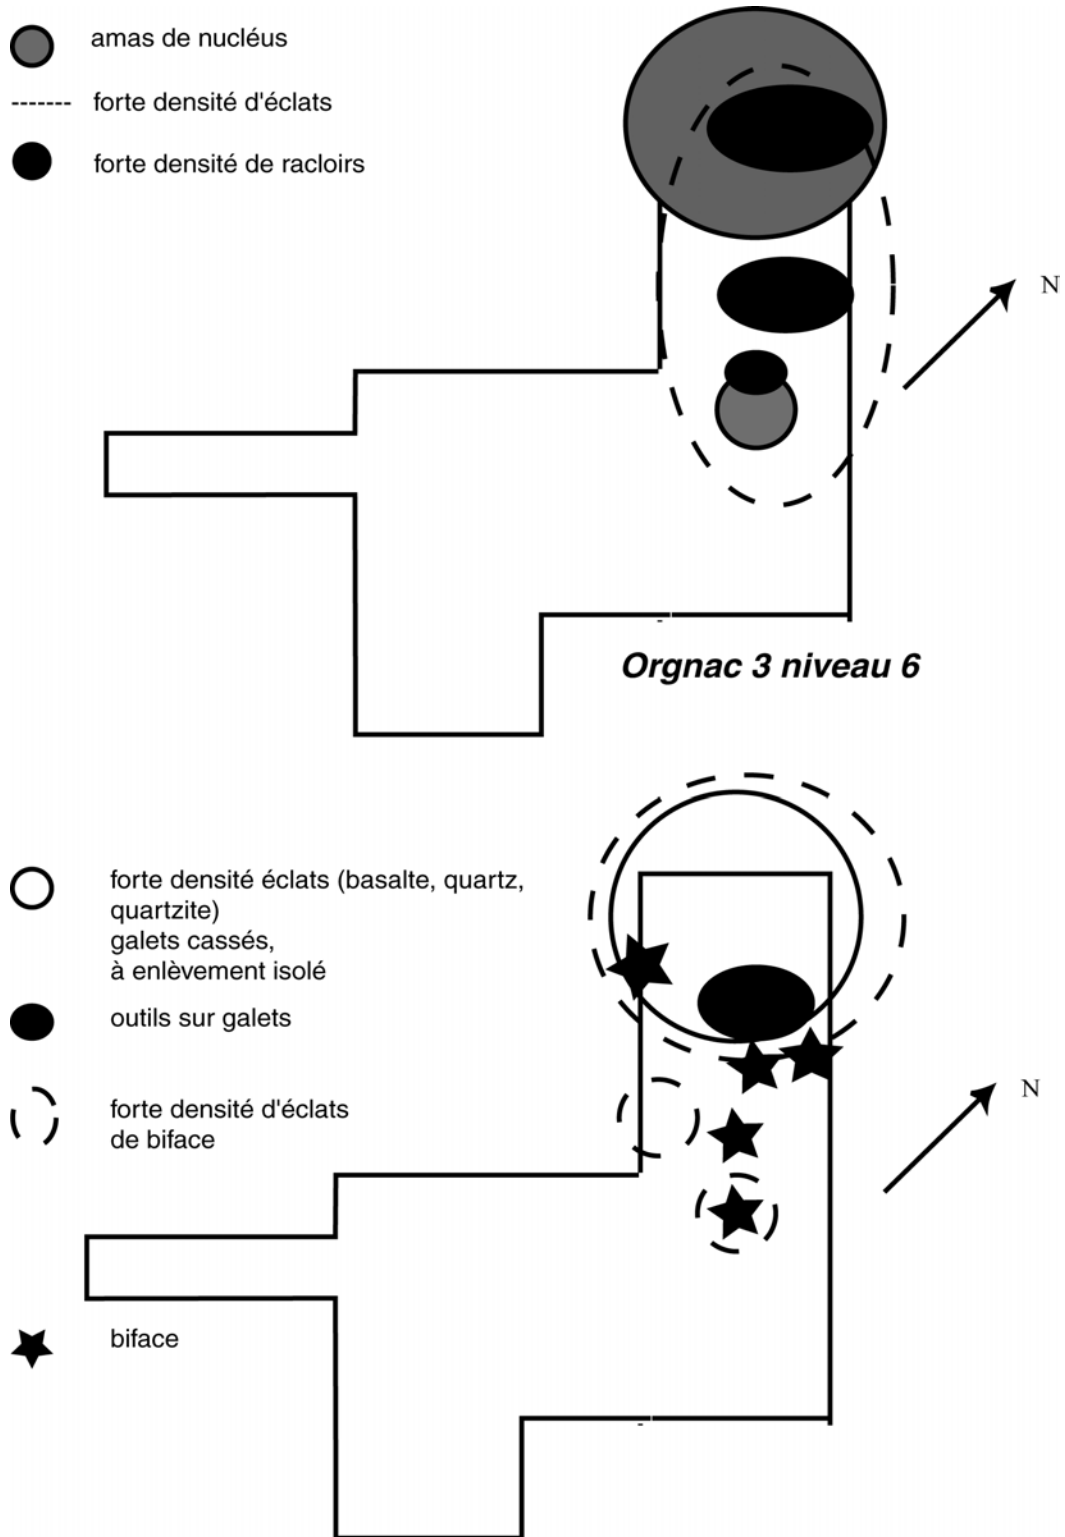 amas de nucléus
forte densité d'éclats
forte densité de racloirs
N
Orgnac 3 niveau 6
forte densité éclats (basalte, quartz,
quartzite)
galets cassés,
à enlèvement isolé
outils sur galets
N
forte densité d'éclats
de biface
biface